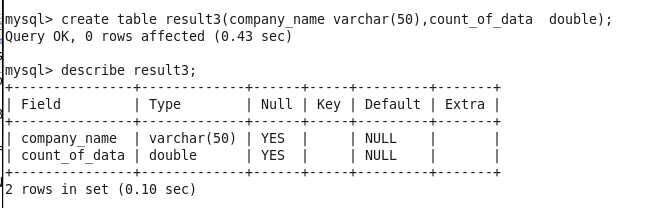 mysql> create table result3(company_name varchar(50),count_of_data  double);
Query OK, 0 rows affected (0.43 sec)
mysql> describe result3;
+---------------+-------------+------+-----+---------+-------+
| Field         | Type        | Null | Key | Default | Extra |
+---------------+-------------+------+-----+---------+-------+
| company_name  | varchar(50) | YES  |     | NULL    |       |
| count_of_data | double      | YES  |     | NULL    |       |
+---------------+-------------+------+-----+---------+-------+
2 rows in set (0.10 sec)